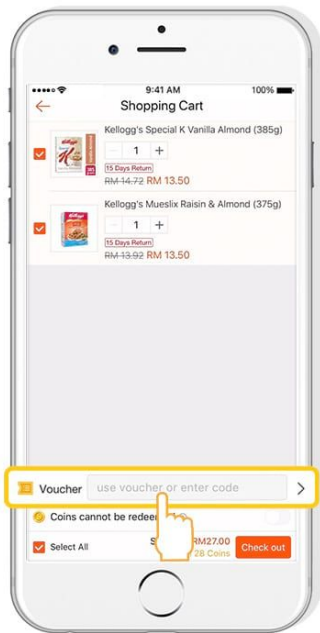 9:41 AM
100%
Shopping Cart
Kellogg's Special K Vanilla Almond (385g)
1 +
15 Days Return
RM 14.72 RM 13.50
Kellogg's Mueslix Raisin & Almond (375g)
1 +
15 Days Return
RM 13.92 RM 13.50
Voucher use voucher or enter code
Coins cannot be
Select All
RM27.00
28 Coins
Check out